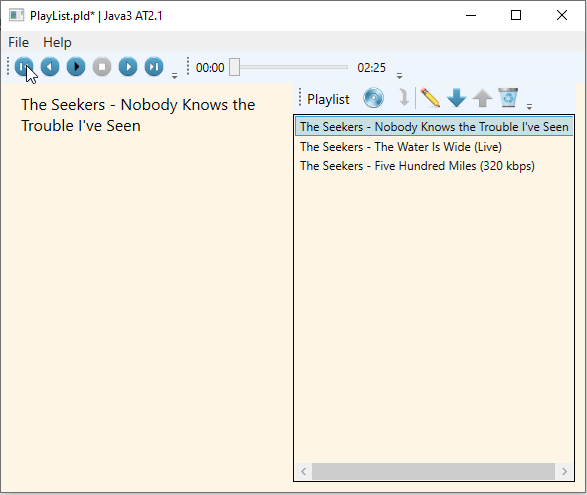 PlayList.pld* | Java3 AT2.1
File Help
00:00 02:25
The Seekers - Nobody Knows the
Trouble I've Seen
Playlist
The Seekers - Nobody Knows the Trouble I've Seen
The Seekers - The Water Is Wide (Live)
The Seekers - Five Hundred Miles (320 kbps)